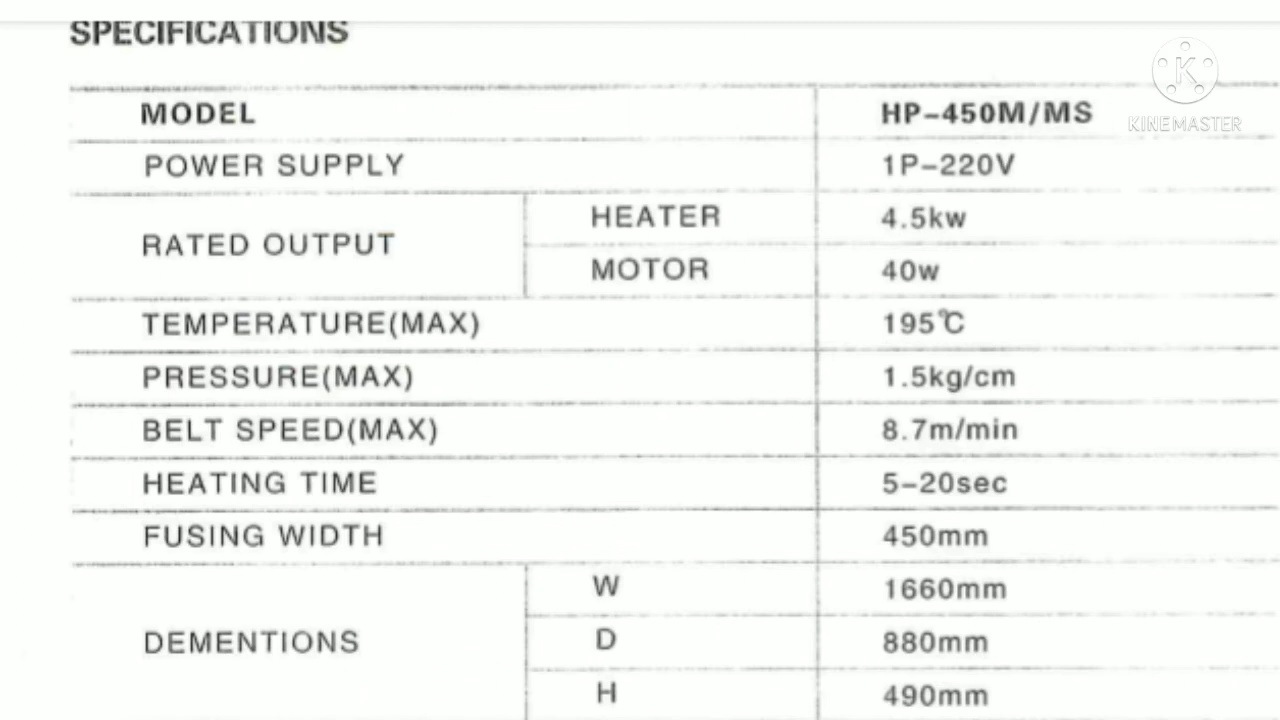 SPECIFICATIONS
MODEL HP-450M/MS
POWER SUPPLY 1P-220V
RATED OUTPUT HEATER 4.5kw
MOTOR 40w
TEMPERATURE(MAX) 195℃
PRESSURE(MAX) 1.5kg/cm
BELT SPEED(MAX) 8.7m/min
HEATING TIME 5-20sec
FUSING WIDTH 450mm
DEMENTIONS W 1660mm
D 880mm
H 490mm
K
KINEMASTER